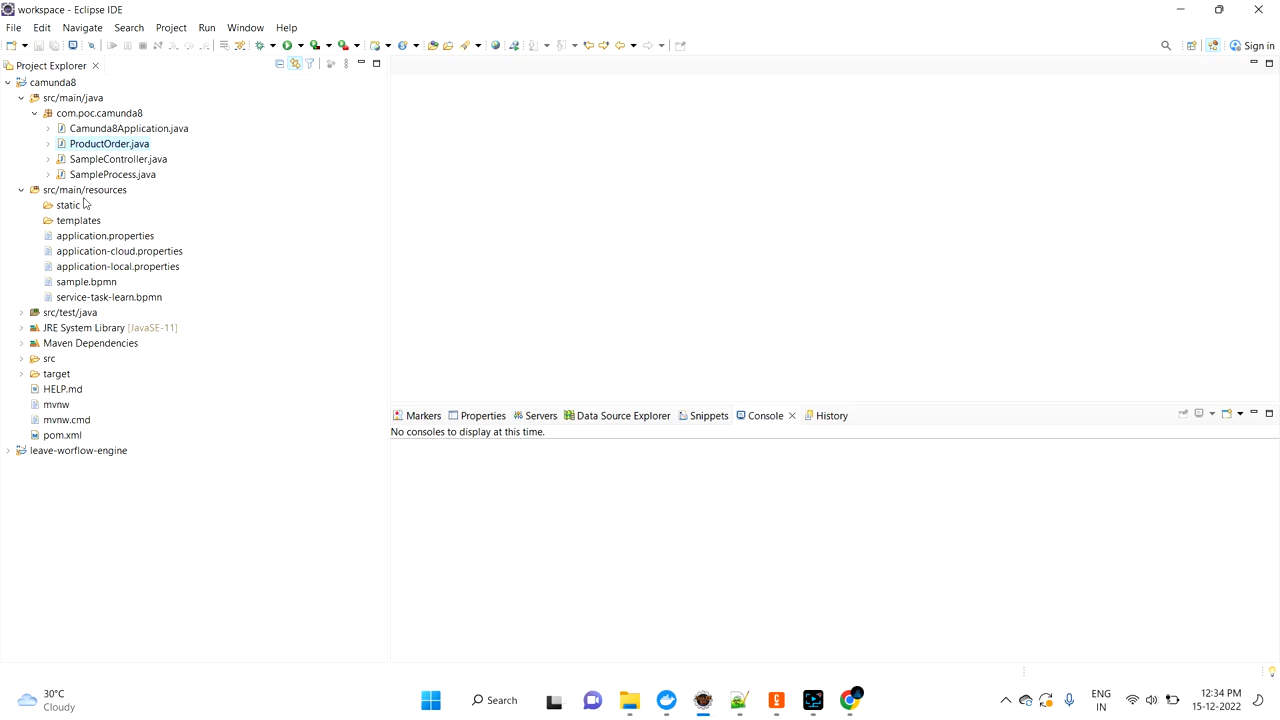 workspace - Eclipse IDE
File Edit Navigate Search Project Run Window Help
Sign in
Project Explorer
camunda8
src/main/java
com.poc.camunda8
Camunda8Application.java
ProductOrder.java
SampleController.java
SampleProcess.java
src/main/resources
static
templates
application.properties
application-cloud.properties
application-local.properties
sample.bpmn
service-task-learn.bpmn
src/test/java
JRE System Library [JavaSE-11]
Maven Dependencies
src
target
HELP.md
mvnw
mvnw.cmd
pom.xml
leave-worflow-engine
Markers Properties Servers Data Source Explorer Snippets Console History
No consoles to display at this time.
30°C
Cloudy
Search
ENG
IN
12:34 PM
15-12-2022